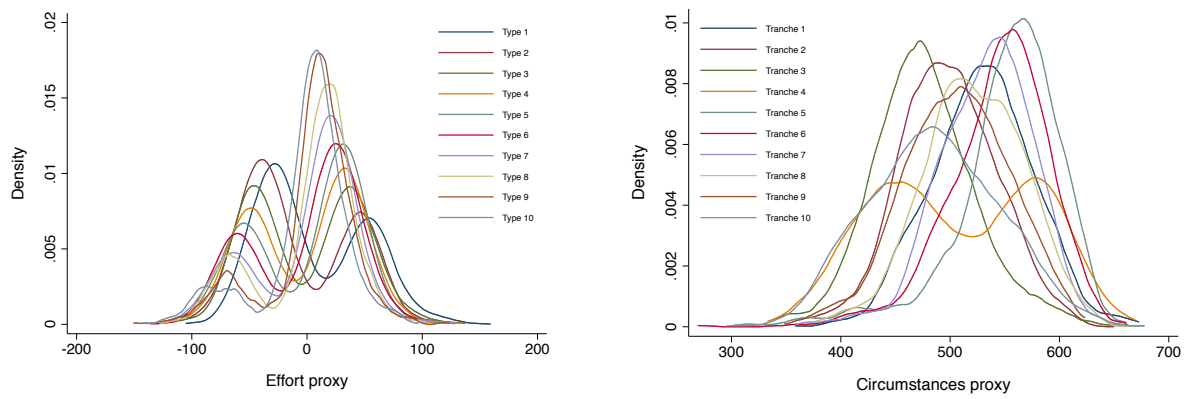 .02
.015
.01
.005
0
Density
-200
-100
0
100
200
Effort proxy
Type 1
Type 2
Type 3
Type 4
Type 5
Type 6
Type 7
Type 8
Type 9
Type 10
.01
.008
.006
.004
.002
0
Density
300
400
500
600
700
Circumstances proxy
Tranche 1
Tranche 2
Tranche 3
Tranche 4
Tranche 5
Tranche 6
Tranche 7
Tranche 8
Tranche 9
Tranche 10